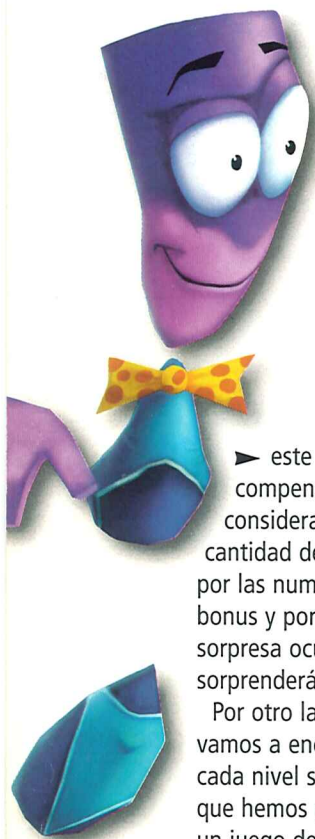 ► este
compen
considera
cantidad de
por las num
bonus y por
sorpresa ocu
sorprenderá
Por otro la
vamos a enc
cada nivel s
que hemos
un juego de